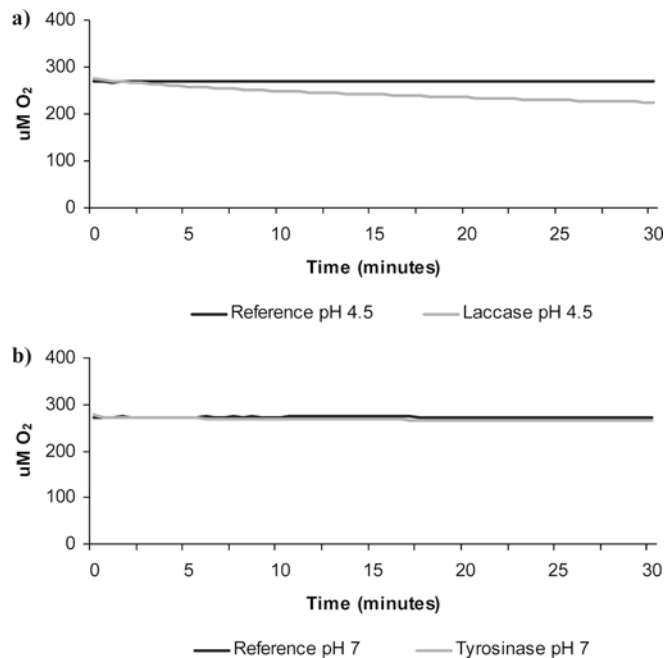 a)
400
300
200
100
0
uM O₂
0 5 10 15 20 25 30
Time (minutes)
Reference pH 4.5 Laccase pH 4.5
b)
400
300
200
100
0
uM O₂
0 5 10 15 20 25 30
Time (minutes)
Reference pH 7 Tyrosinase pH 7